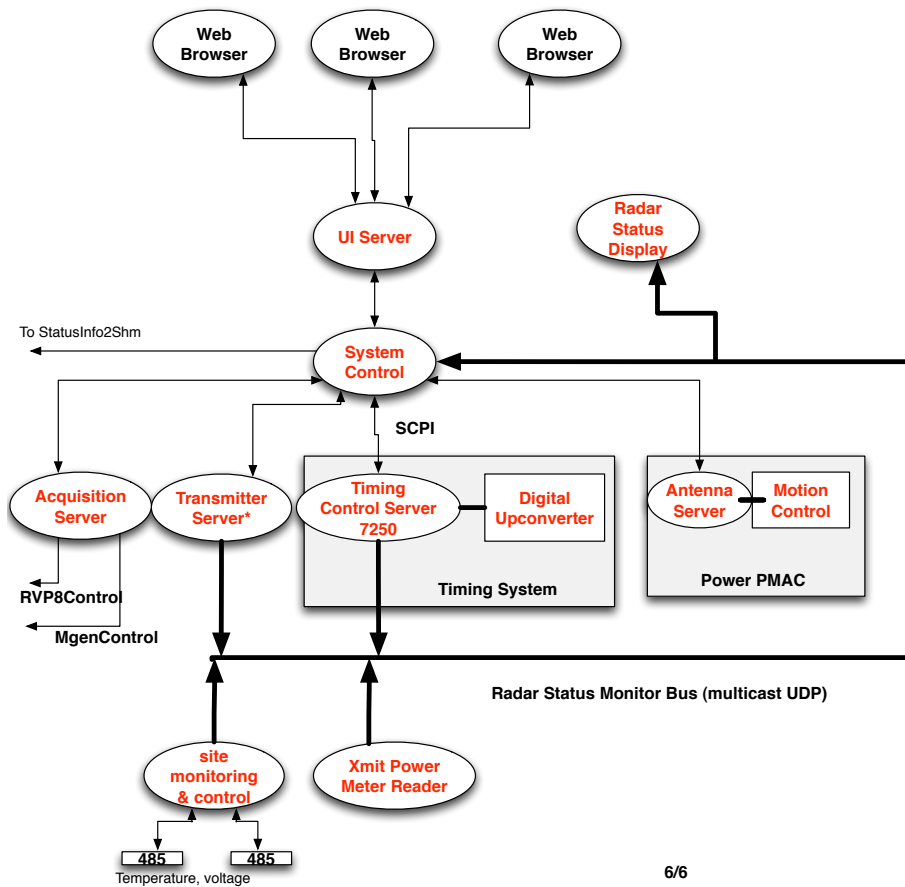 Web
Browser
Web
Browser
Web
Browser
UI Server
Radar
Status
Display
To StatusInfo2Shm
System
Control
SCPI
Acquisition
Server
Transmitter
Server*
Timing
Control Server
7250
Digital
Upconverter
Antenna
Server
Motion
Control
Timing System
Power PMAC
RVP8Control
MgenControl
Radar Status Monitor Bus (multicast UDP)
site
monitoring
& control
Xmit Power
Meter Reader
485
485
Temperature, voltage
6/6